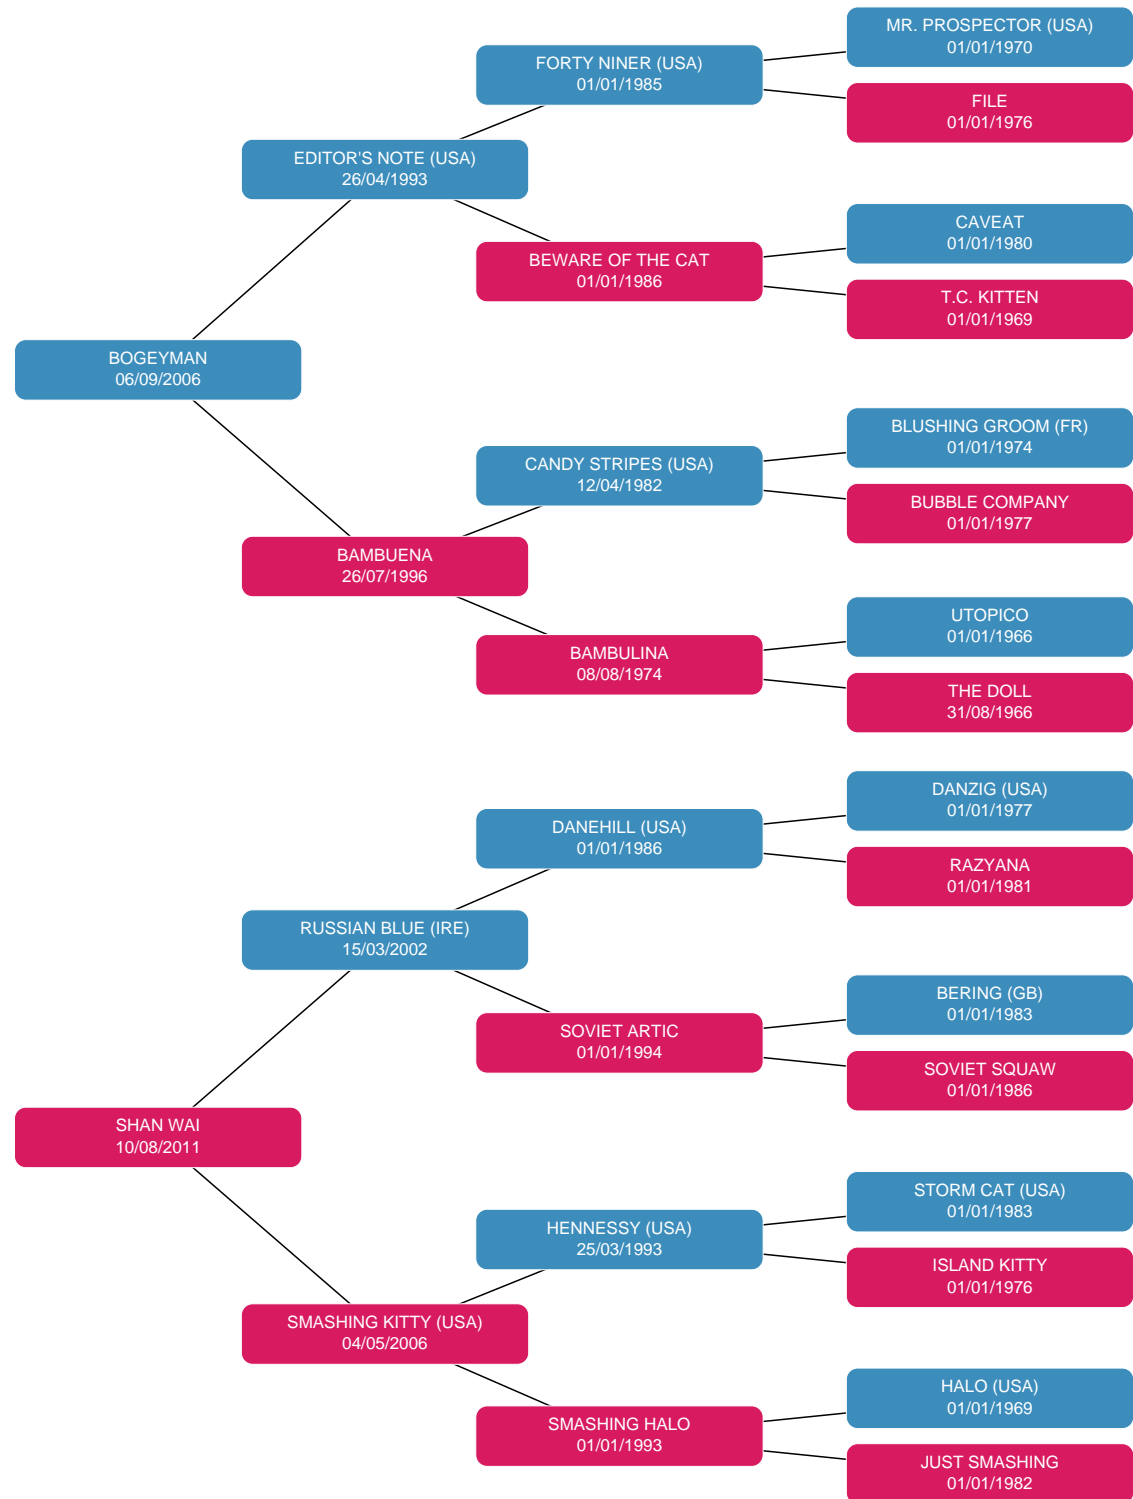 MR. PROSPECTOR (USA)
01/01/1970
FORTY NINER (USA)
01/01/1985
FILE
01/01/1976
EDITOR'S NOTE (USA)
26/04/1993
CAVEAT
01/01/1980
BEWARE OF THE CAT
01/01/1986
T.C. KITTEN
01/01/1969
BOGEYMAN
06/09/2006
BLUSHING GROOM (FR)
01/01/1974
CANDY STRIPES (USA)
12/04/1982
BUBBLE COMPANY
01/01/1977
BAMBUENA
26/07/1996
UTOPICO
01/01/1966
BAMBULINA
08/08/1974
THE DOLL
31/08/1966
DANZIG (USA)
01/01/1977
DANEHILL (USA)
01/01/1986
RAZYANA
01/01/1981
RUSSIAN BLUE (IRE)
15/03/2002
BERING (GB)
01/01/1983
SOVIET ARTIC
01/01/1994
SOVIET SQUAW
01/01/1986
SHAN WAI
10/08/2011
STORM CAT (USA)
01/01/1983
HENNESSY (USA)
25/03/1993
ISLAND KITTY
01/01/1976
SMASHING KITTY (USA)
04/05/2006
HALO (USA)
01/01/1969
SMASHING HALO
01/01/1993
JUST SMASHING
01/01/1982